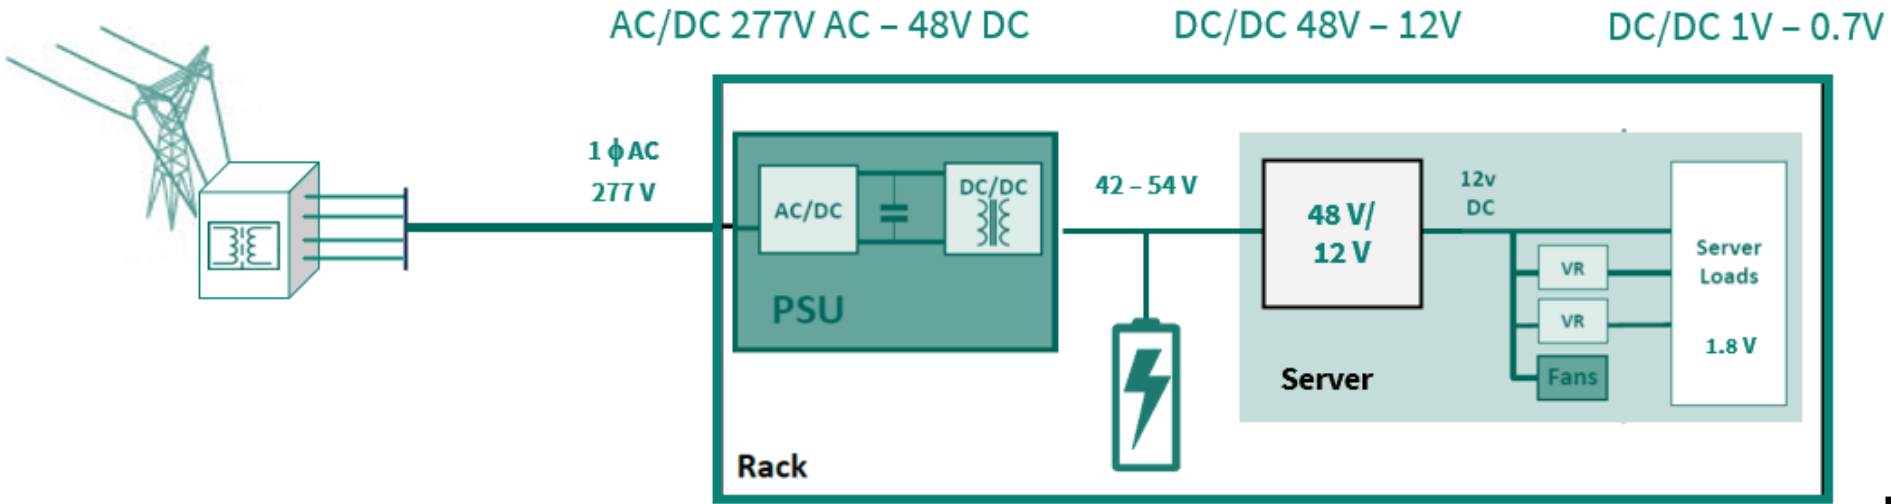 AC/DC 277V AC – 48V DC
DC/DC 48V – 12V
DC/DC 1V – 0.7V
1 ϕ AC
277 V
AC/DC
DC/DC
PSU
42 – 54 V
48 V/
12 V
12v
DC
VR
VR
Fans
Server
Loads
1.8 V
Server
Rack